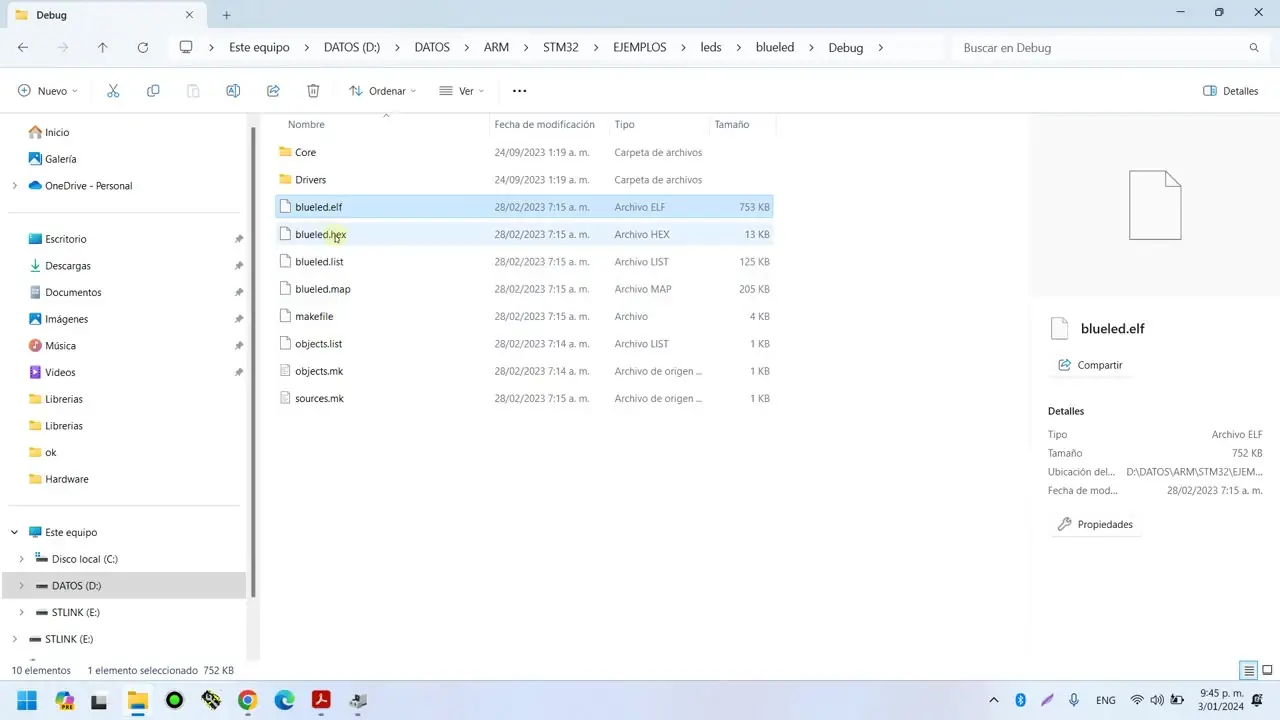 Debug
Este equipo > DATOS (D:) > DATOS > ARM > STM32 > EJEMPLOS > leds > blueled > Debug >
Buscar en Debug
Nuevo
Ordenar
Ver
Detalles
Inicio
Galería
OneDrive - Personal
Escritorio
Descargas
Documentos
Imágenes
Música
Videos
Librerias
Librerias
ok
Hardware
Este equipo
Disco local (C:)
DATOS (D:)
STLINK (E:)
STLINK (E:)
Nombre Fecha de modificación Tipo Tamaño
Core 24/09/2023 1:19 a. m. Carpeta de archivos
Drivers 24/09/2023 1:19 a. m. Carpeta de archivos
blueled.elf 28/02/2023 7:15 a. m. Archivo ELF 753 KB
blueled.hex 28/02/2023 7:15 a. m. Archivo HEX 13 KB
blueled.list 28/02/2023 7:15 a. m. Archivo LIST 125 KB
blueled.map 28/02/2023 7:15 a. m. Archivo MAP 205 KB
makefile 28/02/2023 7:15 a. m. Archivo 4 KB
objects.list 28/02/2023 7:15 a. m. Archivo LIST 1 KB
objects.mk 28/02/2023 7:14 a. m. Archivo de origen ... 1 KB
sources.mk 28/02/2023 7:15 a. m. Archivo de origen ... 1 KB
blueled.elf
Compartir
Detalles
Tipo Archivo ELF
Tamaño 752 KB
Ubicación del... D:\DATOS\ARM\STM32\EJEM...
Fecha de mod... 28/02/2023 7:15 a. m.
Propiedades
10 elementos 1 elemento seleccionado 752 KB
PRE
ENG
9:45 p. m.
3/01/2024